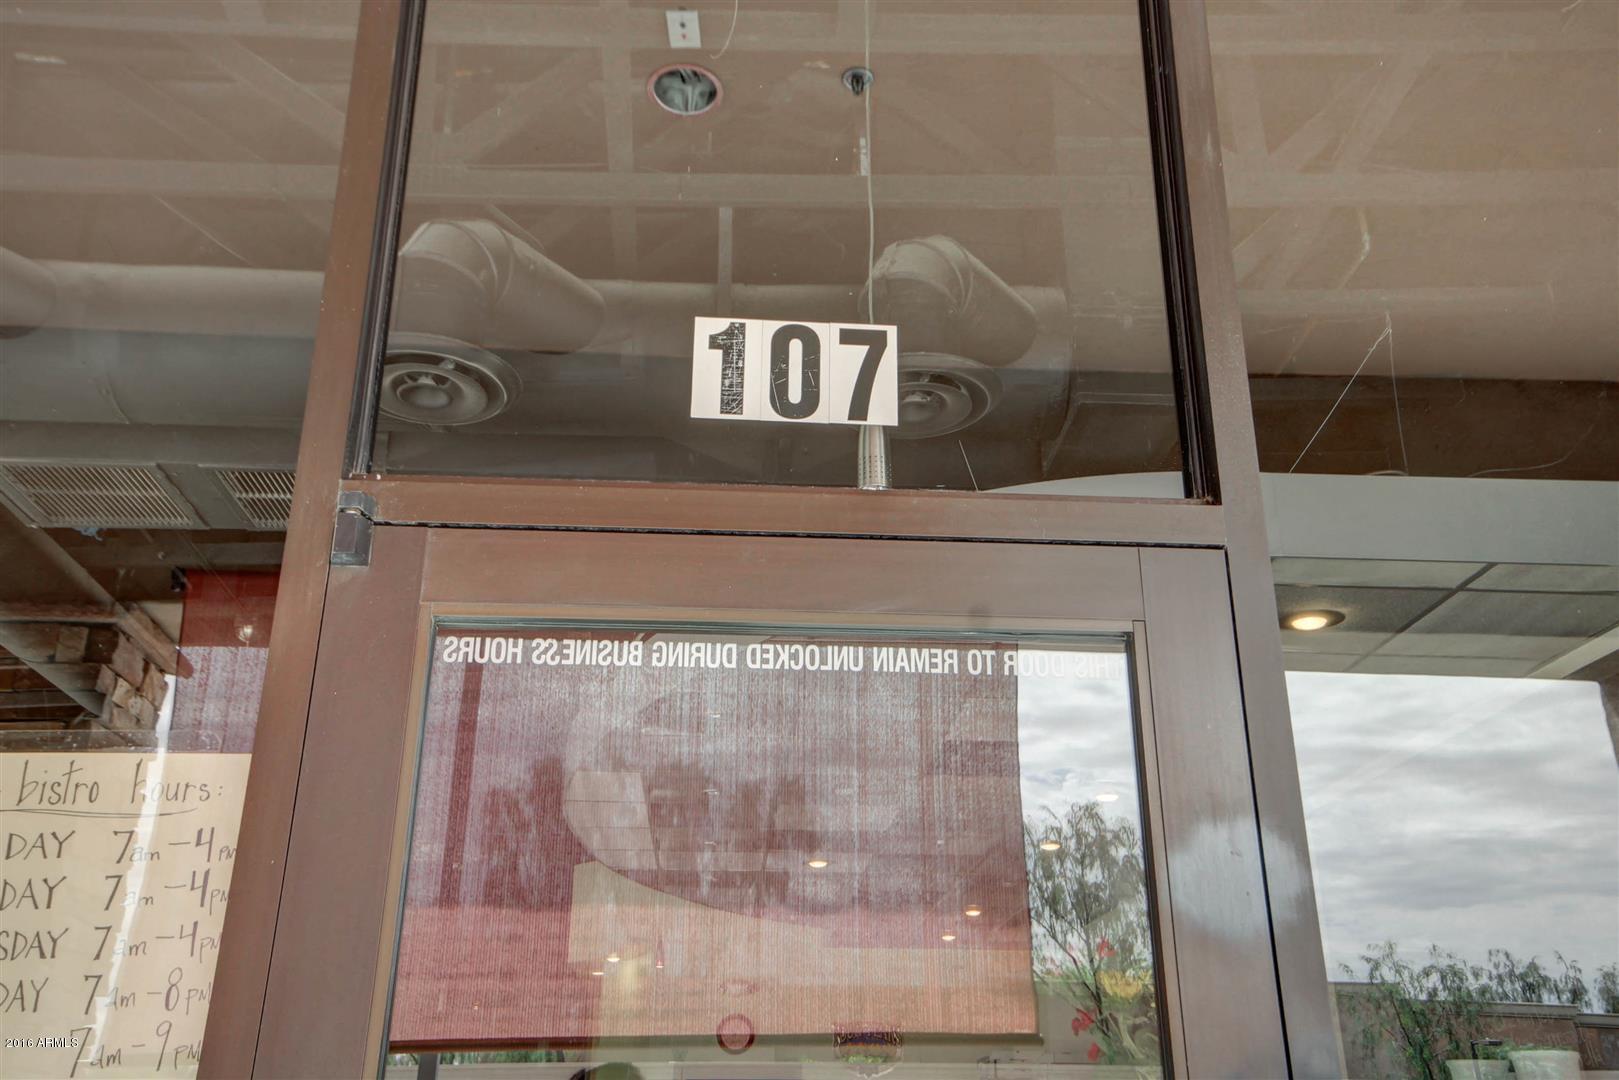 107
THIS DOOR TO REMAIN UNLOCKED DURING BUSINESS HOURS
bistro hours:
DAY 7am - 4PM
DAY 7am - 4PM
SDAY 7am - 4PM
DAY 7am - 8PM
7am - 9PM
2016 ARMLS